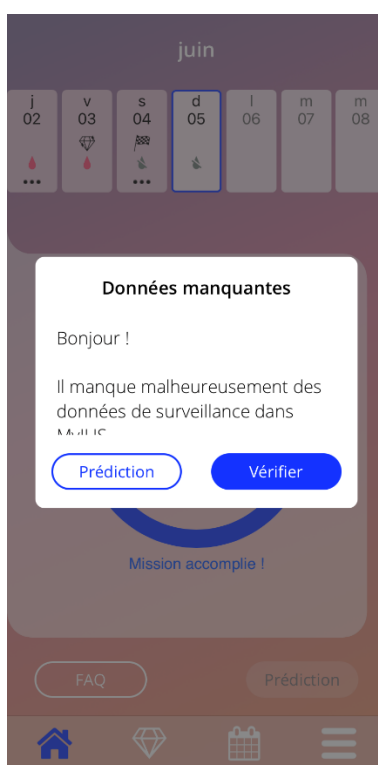 juin
j v s d l m m
02 03 04 05 06 07 08
Données manquantes
Bonjour !
Il manque malheureusement des
données de surveillance dans
Prédiction Vérifier
Mission accomplie !
FAQ Prédiction